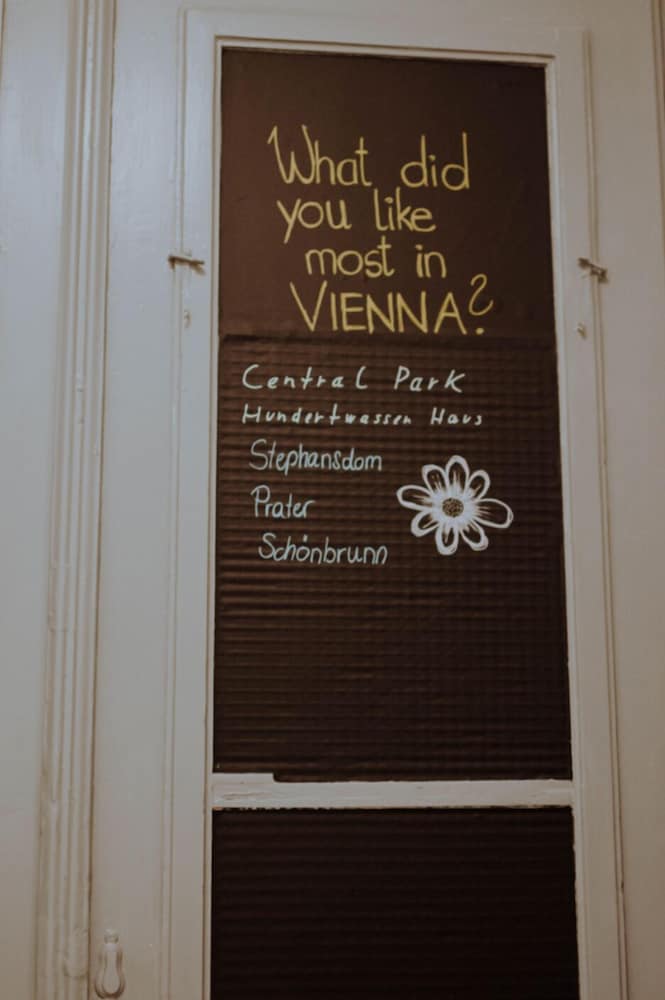 What did
you like
most in
VIENNA?
Central Park
Hundertwassen Haus
Stephansdom
Prater
Schönbrunn